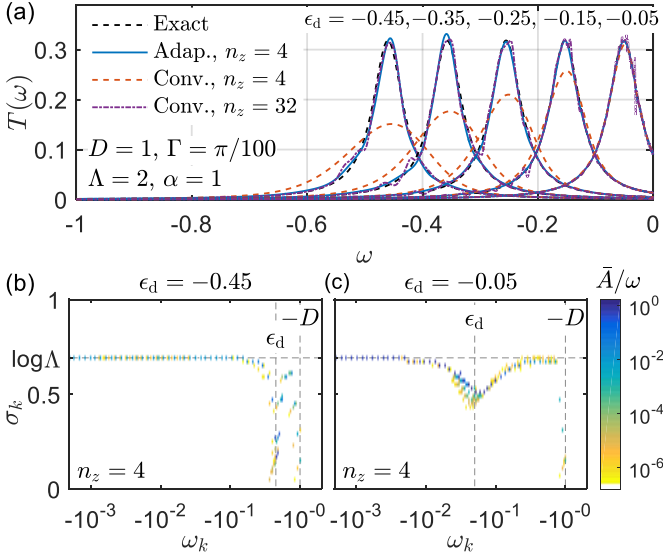 (a)
ϵd = −0.45, −0.35, −0.25, −0.15, −0.05
Exact
Adap., nz = 4
Conv., nz = 4
Conv., nz = 32
D = 1, Γ = π/100
Λ = 2, α = 1
T(ω)
0.3
0.2
0.1
0
-1 -0.8 -0.6 -0.4 -0.2 0
ω
(b) ϵd = −0.45
(c) ϵd = −0.05
Ā/ω
ϵd
−D
ϵd
−D
1
logΛ
0.5
0
σk
nz = 4
nz = 4
10^0
10^-2
10^-4
10^-6
-10^-3 -10^-2 -10^-1 -10^0
-10^-3 -10^-2 -10^-1 -10^0
ωk
ωk